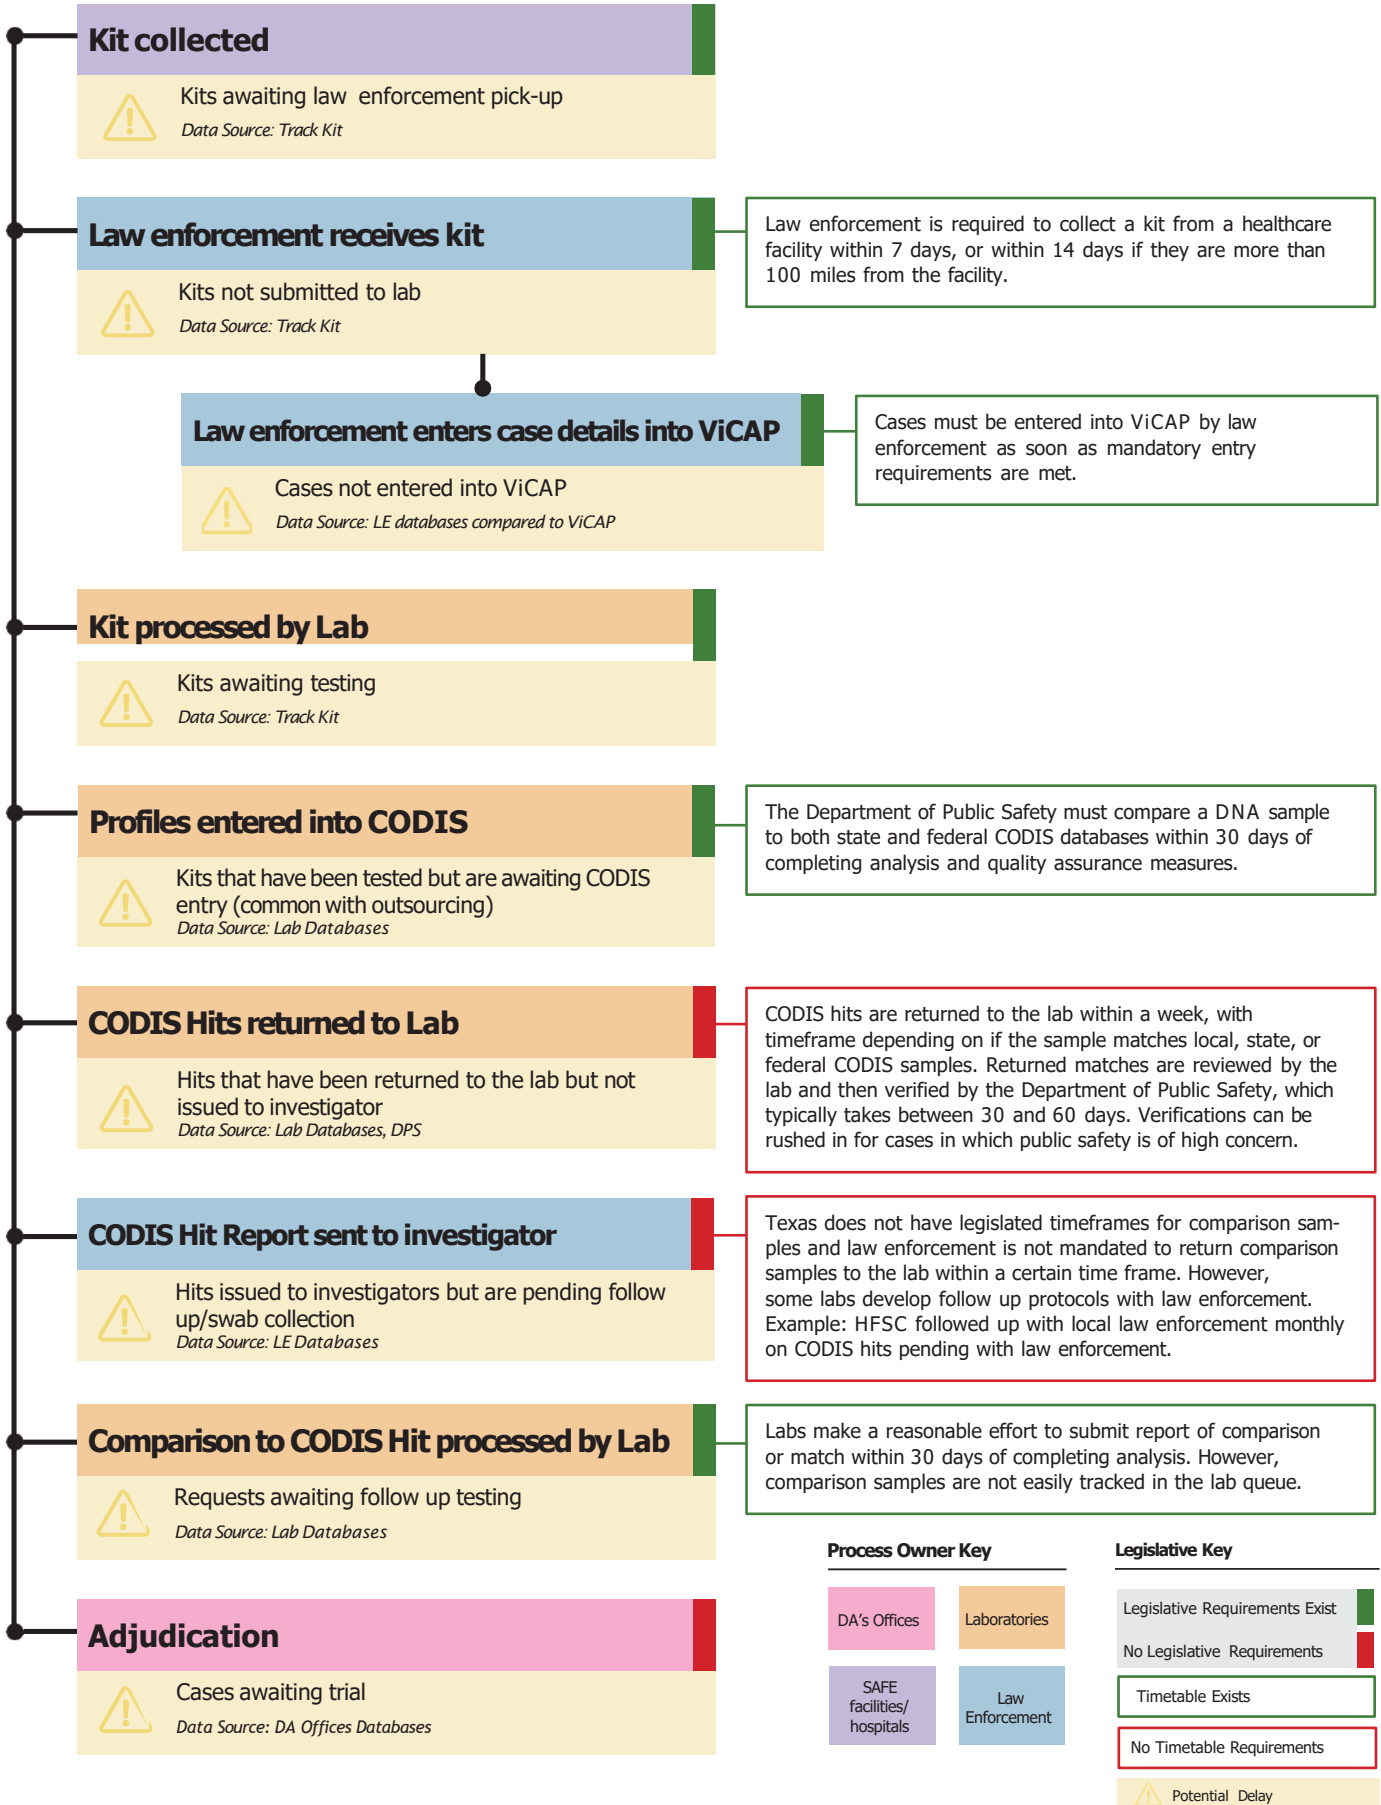 Kit collected
Kits awaiting law enforcement pick-up
Data Source: Track Kit
Law enforcement receives kit
Kits not submitted to lab
Data Source: Track Kit
Law enforcement is required to collect a kit from a healthcare
facility within 7 days, or within 14 days if they are more than
100 miles from the facility.
Law enforcement enters case details into ViCAP
Cases not entered into ViCAP
Data Source: LE databases compared to ViCAP
Cases must be entered into ViCAP by law
enforcement as soon as mandatory entry
requirements are met.
Kit processed by Lab
Kits awaiting testing
Data Source: Track Kit
Profiles entered into CODIS
Kits that have been tested but are awaiting CODIS
entry (common with outsourcing)
Data Source: Lab Databases
The Department of Public Safety must compare a DNA sample
to both state and federal CODIS databases within 30 days of
completing analysis and quality assurance measures.
CODIS Hits returned to Lab
Hits that have been returned to the lab but not
issued to investigator
Data Source: Lab Databases, DPS
CODIS hits are returned to the lab within a week, with
timeframe depending on if the sample matches local, state, or
federal CODIS samples. Returned matches are reviewed by the
lab and then verified by the Department of Public Safety, which
typically takes between 30 and 60 days. Verifications can be
rushed in for cases in which public safety is of high concern.
CODIS Hit Report sent to investigator
Hits issued to investigators but are pending follow
up/swab collection
Data Source: LE Databases
Texas does not have legislated timeframes for comparison sam-
ples and law enforcement is not mandated to return comparison
samples to the lab within a certain time frame. However,
some labs develop follow up protocols with law enforcement.
Example: HFSC followed up with local law enforcement monthly
on CODIS hits pending with law enforcement.
Comparison to CODIS Hit processed by Lab
Requests awaiting follow up testing
Data Source: Lab Databases
Labs make a reasonable effort to submit report of comparison
or match within 30 days of completing analysis. However,
comparison samples are not easily tracked in the lab queue.
Adjudication
Cases awaiting trial
Data Source: DA Offices Databases
Process Owner Key
DA's Offices
Laboratories
SAFE
facilities/
hospitals
Law
Enforcement
Legislative Key
Legislative Requirements Exist
No Legislative Requirements
Timetable Exists
No Timetable Requirements
Potential Delay